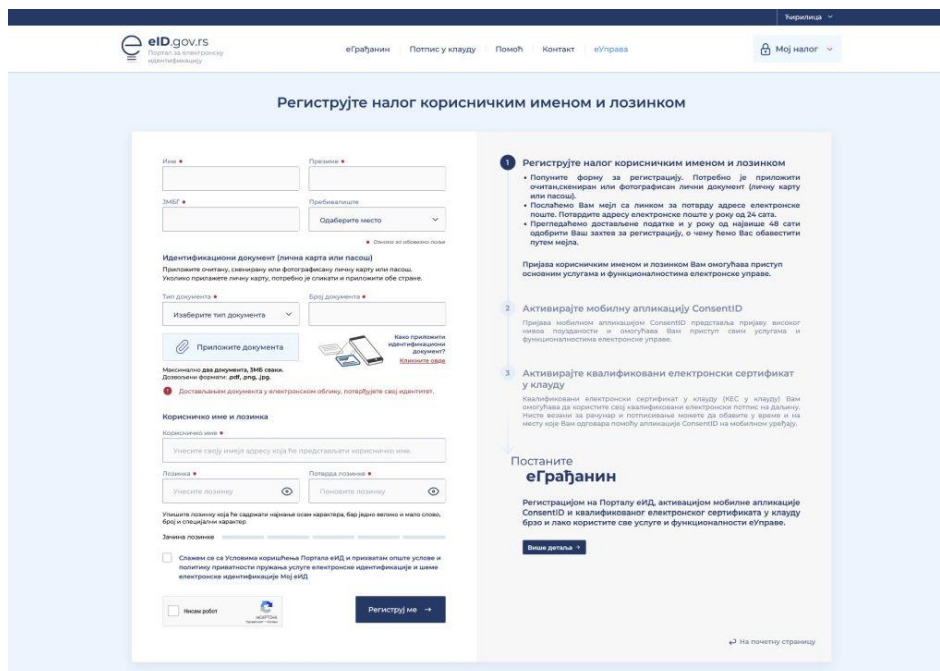 Ћирилица
eID.gov.rs
Портал за електронску
идентификацију
еГрађанин
Потпис у клауду
Помоћ
Контакт
еУправа
Мој налог
Региструјте налог корисничким именом и лозинком
Име
Презиме
ЈМБГ
Пребивалиште
Одаберите место
Ознака за обавезно поље
Идентификациони документ (лична карта или пасош)
Приложите очитану, скенирану или фотографисану личну карту или пасош.
Уколико прилажете личну карту, потребно је сликати и приложити обе стране.
Тип документа
Број документа
Изаберите тип документа
Приложите документа
Како приложити
идентификациони
документ?
Кликните овде
Максимално два документа, 3МБ сваки.
Дозвољени формати: .pdf, .png, .jpg.
Достављањем документа у електронском облику, потврђујете свој идентитет.
Корисничко име и лозинка
Корисничко име
Унесите своју имејл адресу која ће представљати корисничко име.
Лозинка
Потврда лозинке
Унесите лозинку
Поновите лозинку
Упишите лозинку која ће садржати најмање осам карактера, бар једно велико и мало слово,
број и специјални карактер
Јачина лозинке
Слажем се са Условима коришћења Портала еИД и прихватам опште услове и
политику приватности пружања услуге електронске идентификације и шеме
електронске идентификације Мој еИД
Нисам робот
reCAPTCHA
Региструј ме →
1 Региструјте налог корисничким именом и лозинком
• Попуните форму за регистрацију. Потребно је приложити
очитан,скениран или фотографисан лични документ (личну карту
или пасош).
• Послаћемо Вам мејл са линком за потврду адресе електронске
поште. Потврдите адресу електронске поште у року од 24 сата.
• Прегледаћемо достављене податке и у року од највише 48 сати
одобрити Ваш захтев за регистрацију, о чему ћемо Вас обавестити
путем мејла.
Пријава корисничким именом и лозинком Вам омогућава приступ
основним услугама и функционалностима електронске управе.
2 Активирајте мобилну апликацију ConsentID
Пријава мобилном апликацијом ConsentID представља пријаву високог
нивоа поузданости и омогућава Вам приступ свим услугама и
функционалностима електронске управе.
3 Активирајте квалификовани електронски сертификат
у клауду
Квалификовани електронски сертификат у клауду (КЕС у клауду) Вам
омогућава да користите свој квалификовани електронски потпис на даљину.
Нисте везани за рачунар и потписивање можете да обавите у време и на
месту које Вам одговара помоћу апликације ConsentID на мобилном уређају.
Постаните
еГрађанин
Регистрацијом на Порталу еИД, активацијом мобилне апликације
ConsentID и квалификованог електронског сертификата у клауду
брзо и лако користите све услуге и функционалности еУправе.
Више детаља →
На почетну страницу